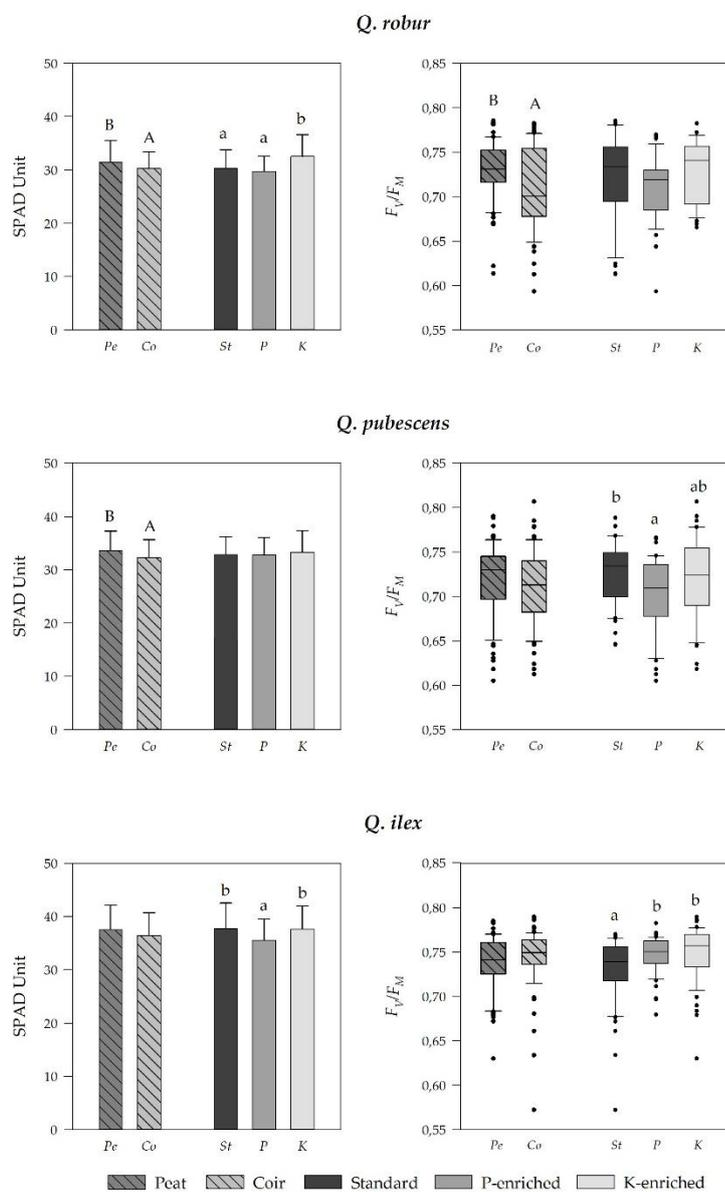 Q. robur
50
40
30
20
10
0
SPAD Unit
B
A
a
a
b
Pe
Co
St
P
K
0,85
0,80
0,75
0,70
0,65
0,60
0,55
FV/FM
B
A
Pe
Co
St
P
K
Q. pubescens
50
40
30
20
10
0
SPAD Unit
B
A
Pe
Co
St
P
K
0,85
0,80
0,75
0,70
0,65
0,60
0,55
FV/FM
b
a
ab
Pe
Co
St
P
K
Q. ilex
50
40
30
20
10
0
SPAD Unit
b
a
b
Pe
Co
St
P
K
0,85
0,80
0,75
0,70
0,65
0,60
0,55
FV/FM
a
b
b
Pe
Co
St
P
K
Peat Coir Standard P-enriched K-enriched